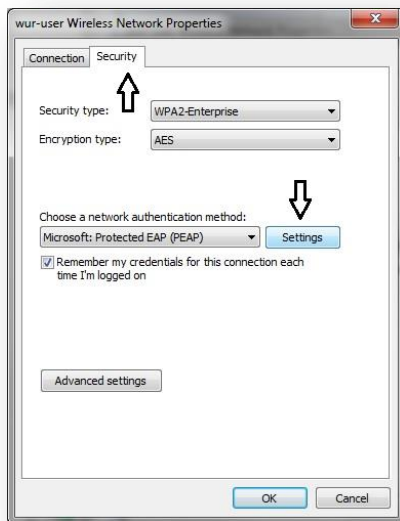 wur-user Wireless Network Properties
Connection Security
Security type: WPA2-Enterprise
Encryption type: AES
Choose a network authentication method:
Microsoft: Protected EAP (PEAP) Settings
Remember my credentials for this connection each
time I'm logged on
Advanced settings
OK Cancel